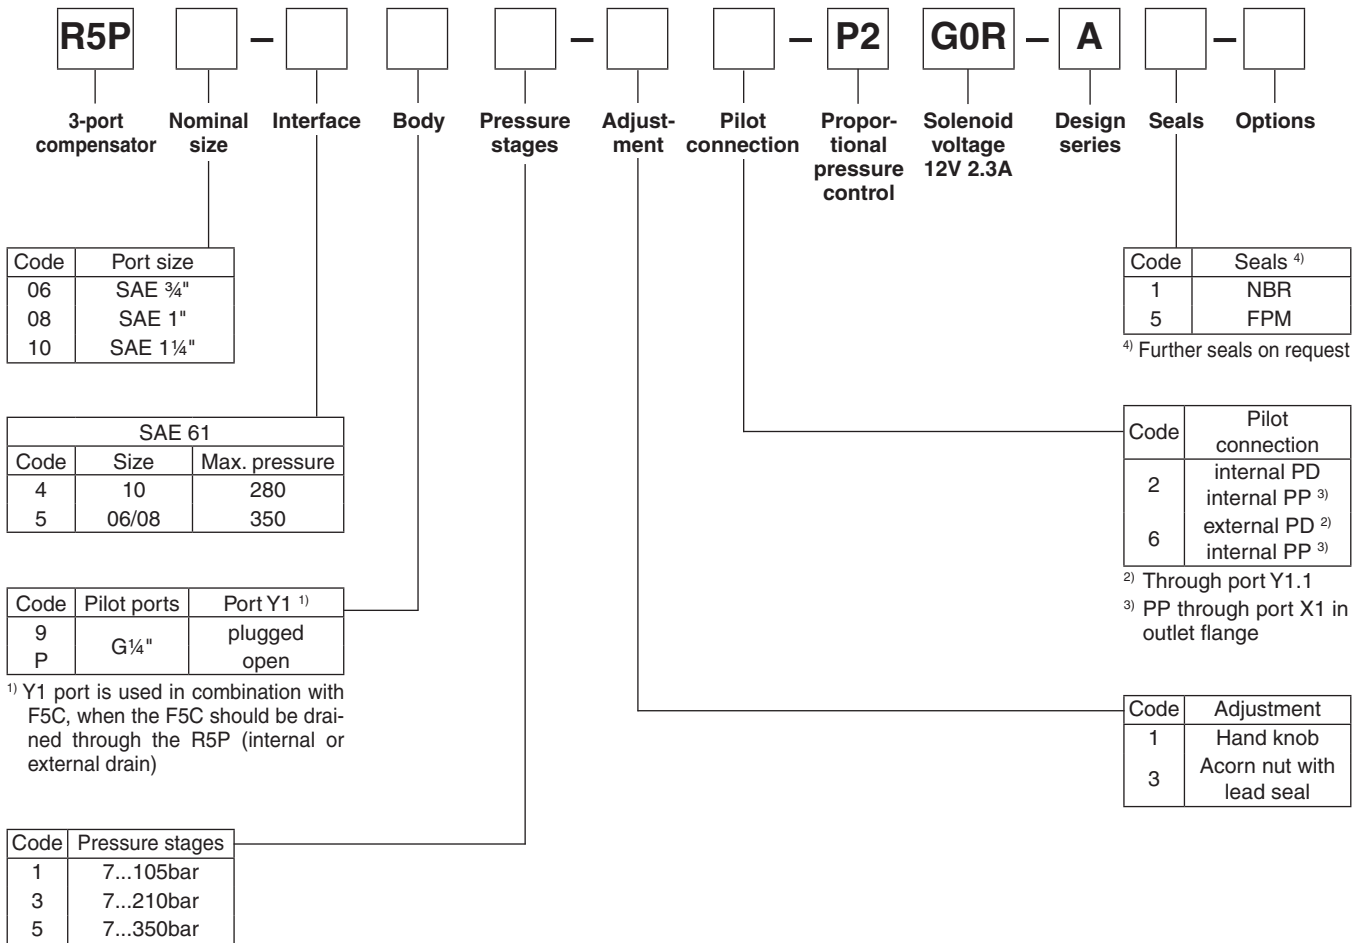 R5P – – – P2 G0R – A –
3-port compensator
Nominal size
Interface
Body
Pressure stages
Adjust-
ment
Pilot connection
Propor-
tional
pressure
control
Solenoid
voltage
12V 2.3A
Design series
Seals
Options
Code Port size
06 SAE ¾"
08 SAE 1"
10 SAE 1¼"
SAE 61
Code Size Max. pressure
4 10 280
5 06/08 350
Code Pilot ports Port Y1 1)
9 G¼" plugged
P open
1) Y1 port is used in combination with
F5C, when the F5C should be drai-
ned through the R5P (internal or
external drain)
Code Pressure stages
1 7...105bar
3 7...210bar
5 7...350bar
Code Seals 4)
1 NBR
5 FPM
4) Further seals on request
Code Pilot connection
2 internal PD
internal PP 3)
6 external PD 2)
internal PP 3)
2) Through port Y1.1
3) PP through port X1 in
outlet flange
Code Adjustment
1 Hand knob
3 Acorn nut with
lead seal